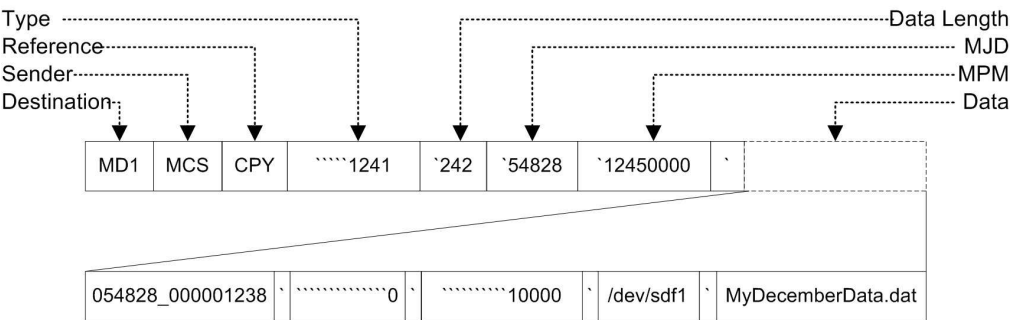 Type Data Length
Reference MJD
Sender MPM
Destination Data
MD1 MCS CPY `````1241 `242 `54828 `12450000 `
054828_000001238 ` ``````````````0 ` ``````````10000 ` /dev/sdf1 ` MyDecemberData.dat